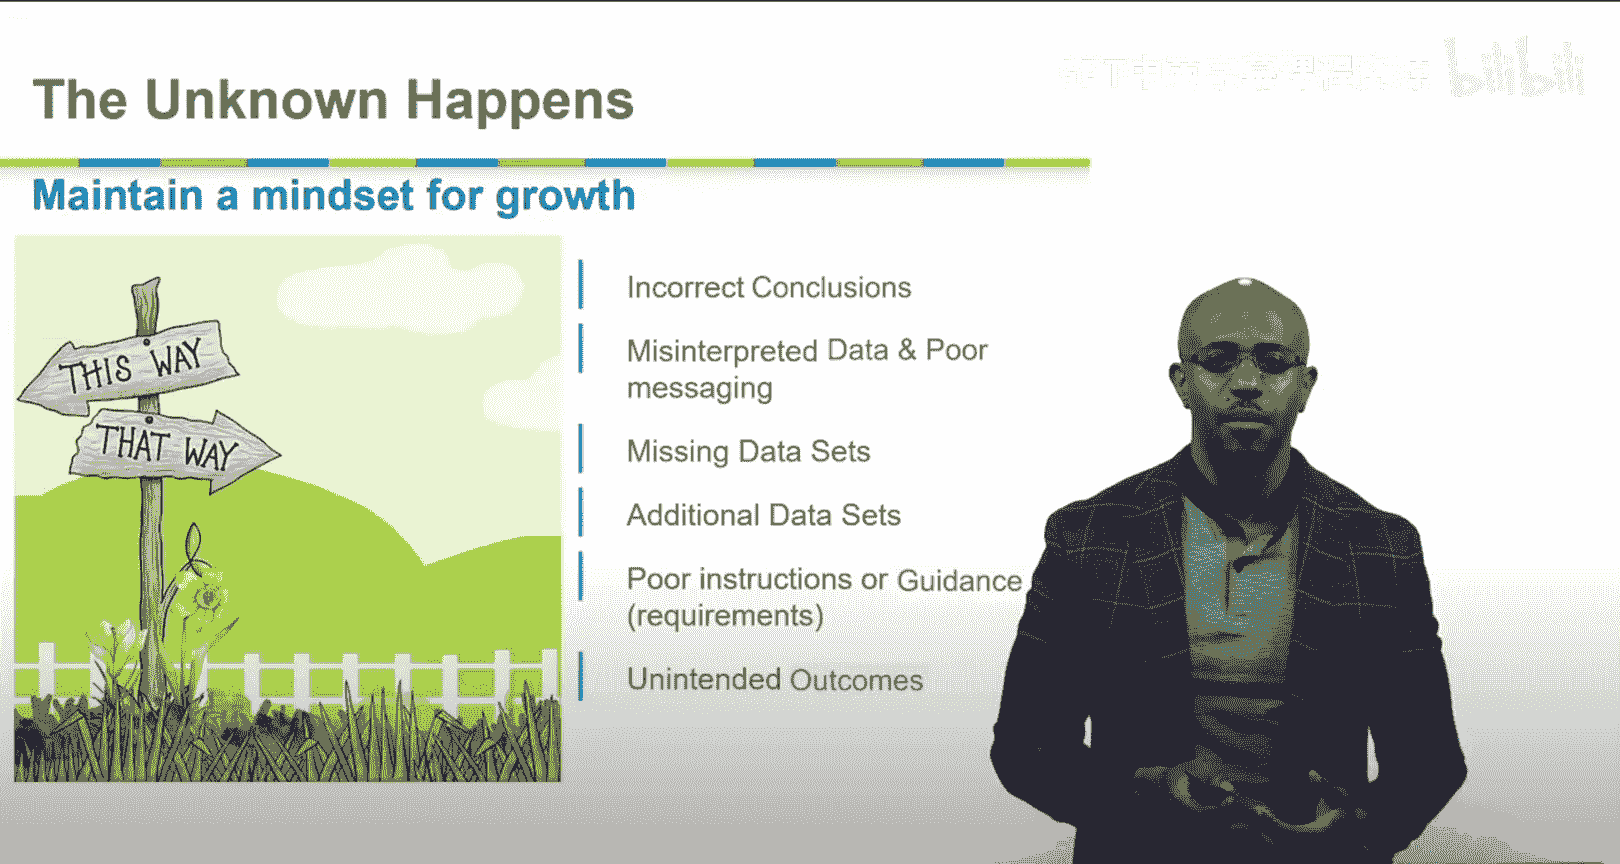 bilibili
The Unknown Happens
Maintain a mindset for growth
THIS WAY
THAT WAY
Incorrect Conclusions
Misinterpreted Data & Poor
messaging
Missing Data Sets
Additional Data Sets
Poor instructions or Guidance
(requirements)
Unintended Outcomes